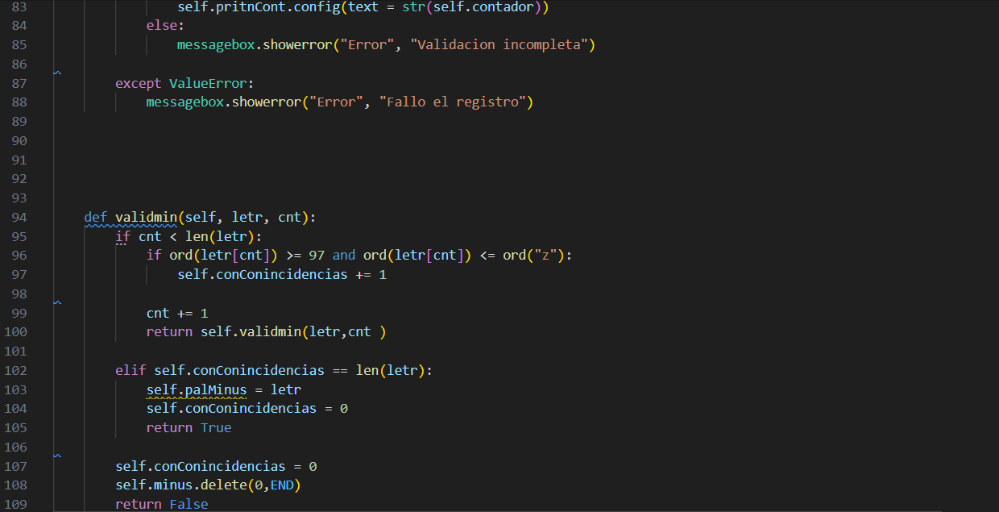 83 self.pritnCont.config(text = str(self.contador))
84 else:
85 messagebox.showerror("Error", "Validacion incompleta")
86
87 except ValueError:
88 messagebox.showerror("Error", "Fallo el registro")
89
90
91
92
93
94 def validmin(self, letr, cnt):
95 if cnt < len(letr):
96 if ord(letr[cnt]) >= 97 and ord(letr[cnt]) <= ord("z"):
97 self.conConincidencias += 1
98
99 cnt += 1
100 return self.validmin(letr,cnt )
101
102 elif self.conConincidencias == len(letr):
103 self.palMinus = letr
104 self.conConincidencias = 0
105 return True
106
107 self.conConincidencias = 0
108 self.minus.delete(0,END)
109 return False